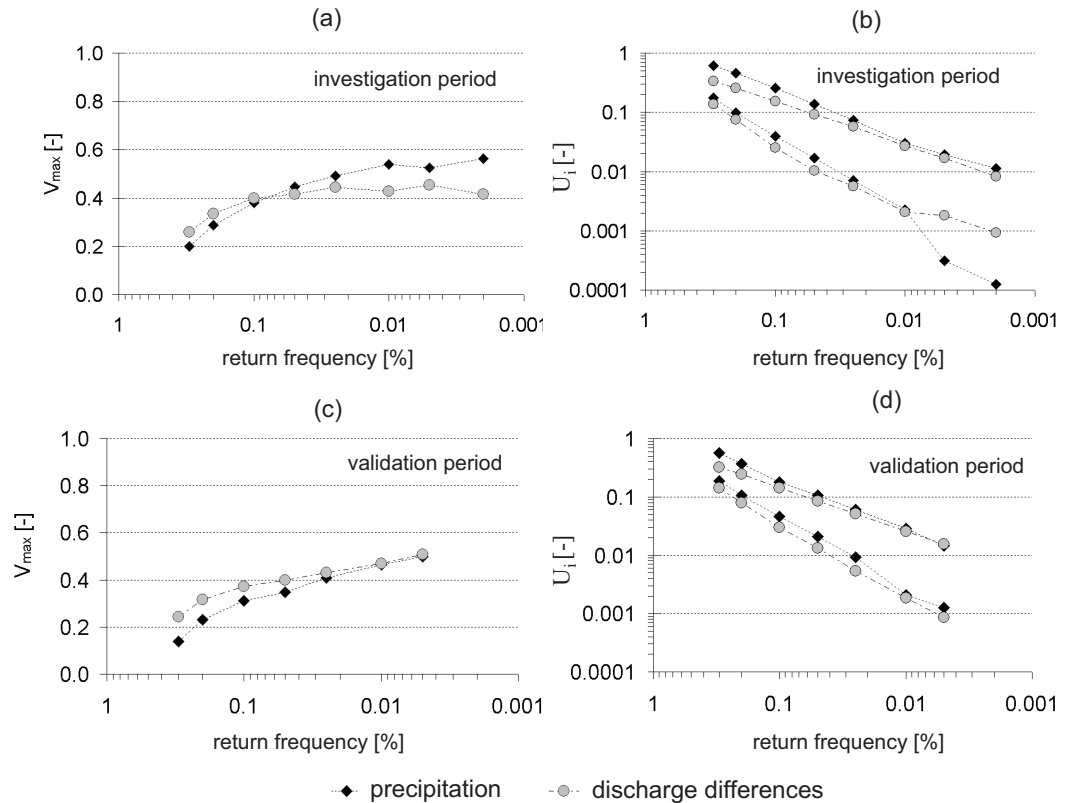 (a)
investigation period
Vmax [-]
1.0
0.8
0.6
0.4
0.2
0.0
1
0.1
0.01
0.001
return frequency [%]
(b)
investigation period
Ui [-]
1
0.1
0.01
0.001
0.0001
1
0.1
0.01
0.001
return frequency [%]
(c)
validation period
Vmax [-]
1.0
0.8
0.6
0.4
0.2
0.0
1
0.1
0.01
0.001
return frequency [%]
(d)
validation period
Ui [-]
1
0.1
0.01
0.001
0.0001
1
0.1
0.01
0.001
return frequency [%]
precipitation
discharge differences